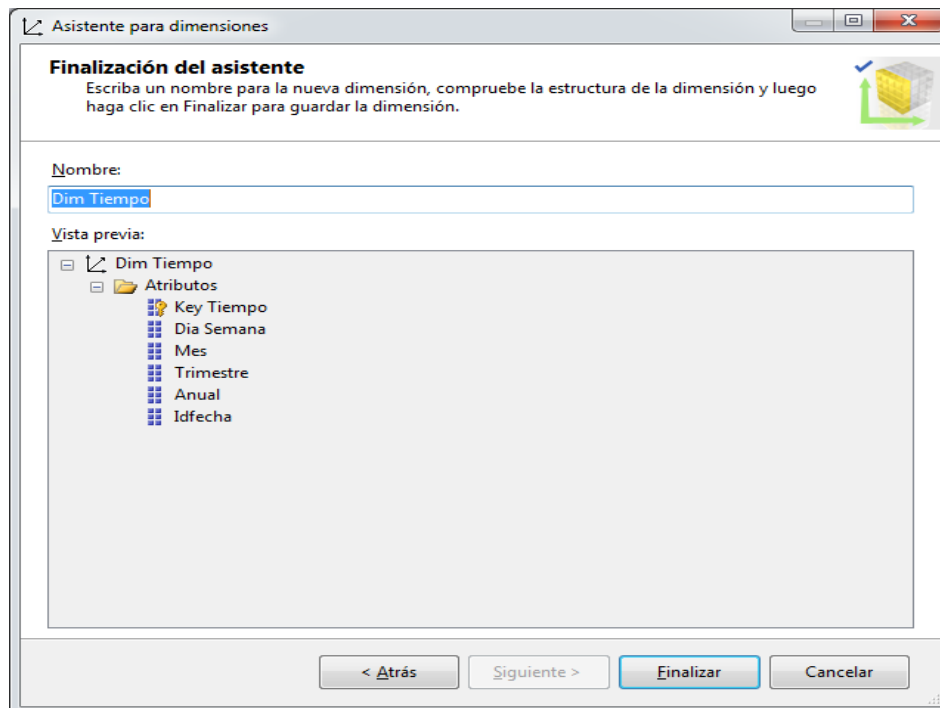 Asistente para dimensiones
Finalización del asistente
Escriba un nombre para la nueva dimensión, compruebe la estructura de la dimensión y luego
haga clic en Finalizar para guardar la dimensión.
Nombre:
Dim Tiempo
Vista previa:
Dim Tiempo
Atributos
Key Tiempo
Dia Semana
Mes
Trimestre
Anual
Idfecha
< Atrás Siguiente > Finalizar Cancelar